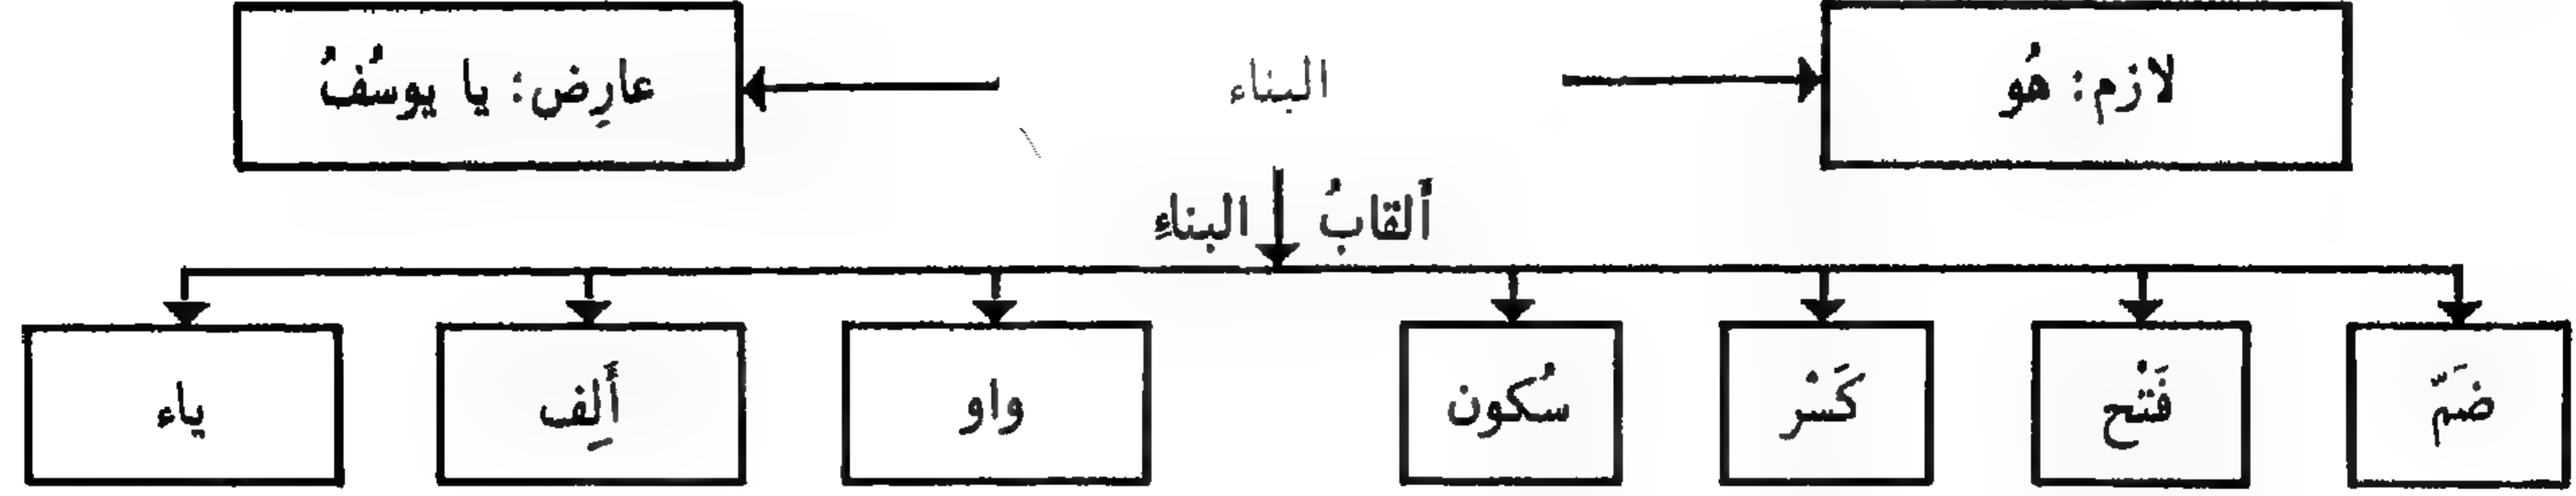 لازم: هُو البناء عارِض: يا يوسُفُ
ألقابُ البناءِ
ضَمّ فَتْح كَسْر سُكون واو أَلِف ياء